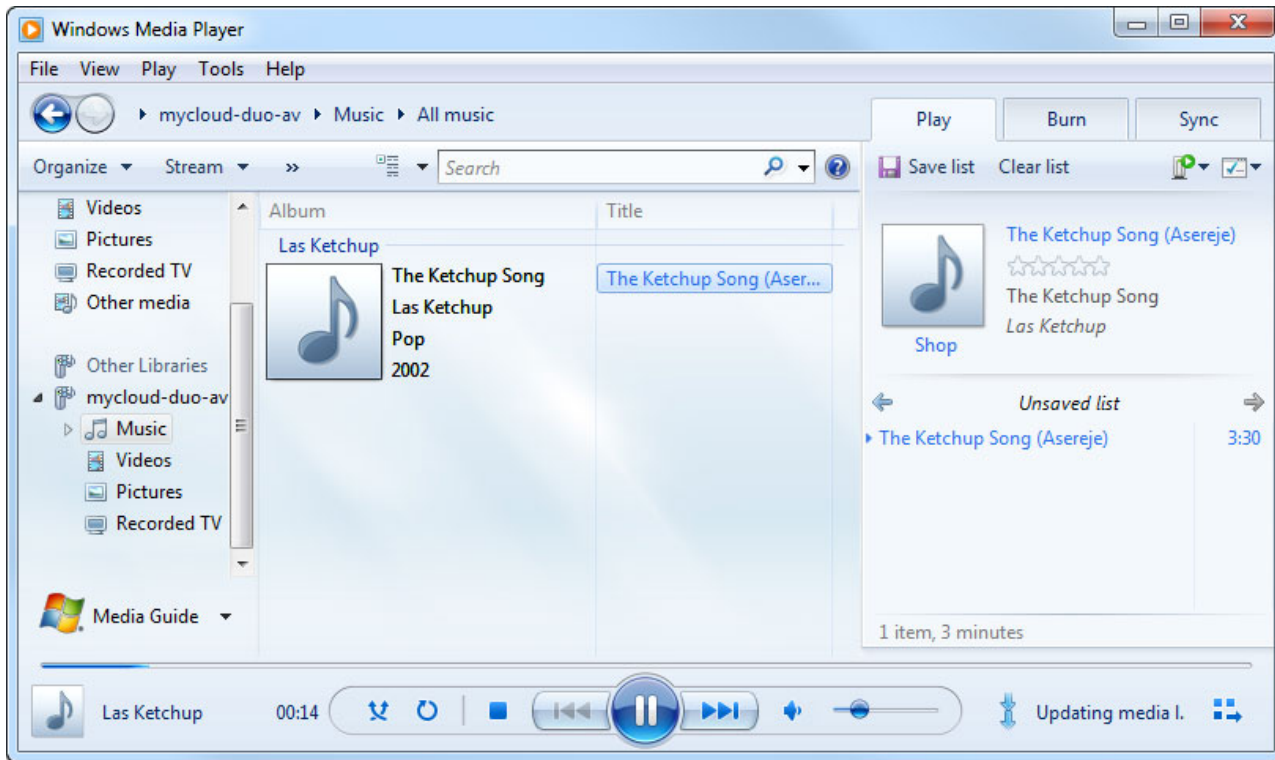 Windows Media Player
File View Play Tools Help
mycloud-duo-av Music All music
Play Burn Sync
Organize Stream » Search
Save list Clear list
Videos
Pictures
Recorded TV
Other media
Other Libraries
mycloud-duo-av
Music
Videos
Pictures
Recorded TV
Media Guide
Album Title
Las Ketchup
The Ketchup Song
Las Ketchup
Pop
2002
The Ketchup Song (Aser...
The Ketchup Song (Asereje)
The Ketchup Song
Las Ketchup
Shop
Unsaved list
The Ketchup Song (Asereje) 3:30
1 item, 3 minutes
Las Ketchup 00:14 Updating media l.